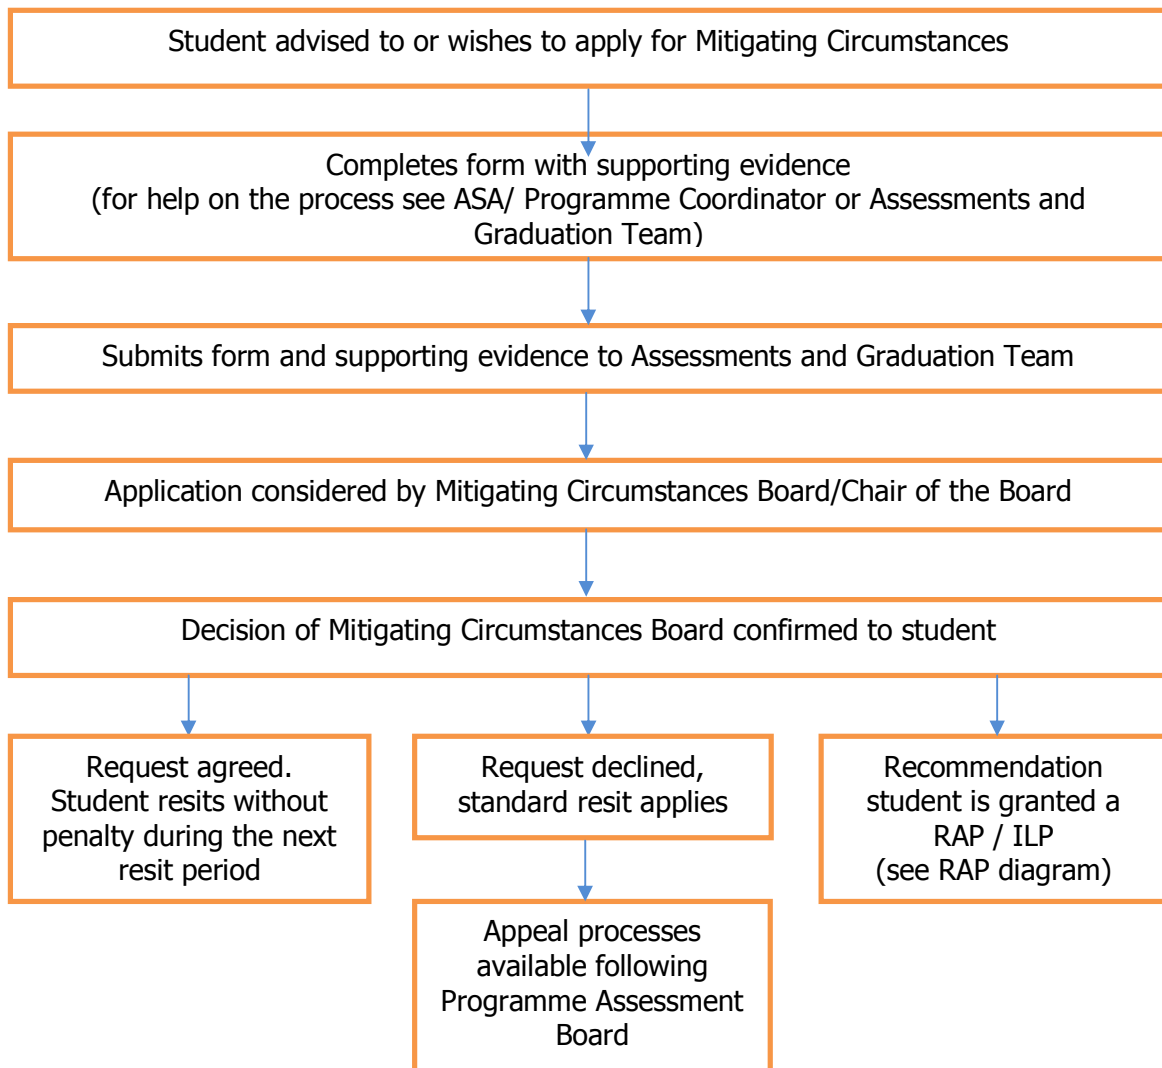 Student advised to or wishes to apply for Mitigating Circumstances
Completes form with supporting evidence
(for help on the process see ASA/ Programme Coordinator or Assessments and
Graduation Team)
Submits form and supporting evidence to Assessments and Graduation Team
Application considered by Mitigating Circumstances Board/Chair of the Board
Decision of Mitigating Circumstances Board confirmed to student
Request agreed.
Student resits without
penalty during the next
resit period
Request declined,
standard resit applies
Recommendation
student is granted a
RAP / ILP
(see RAP diagram)
Appeal processes
available following
Programme Assessment
Board